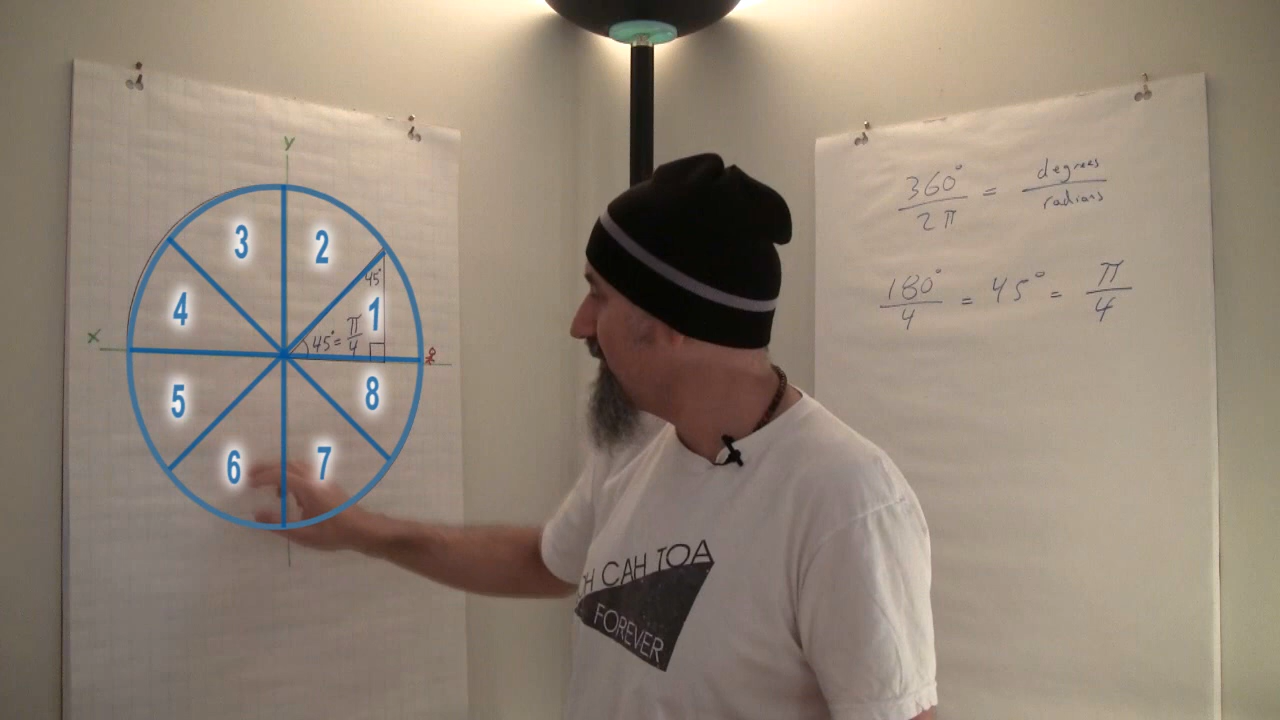 y
3 2
45°
4 1
45° = π/4
x
5 8
6 7
360°/2π = degrees/radians
180°/4 = 45° = π/4
H CAH TOA
FOREVER